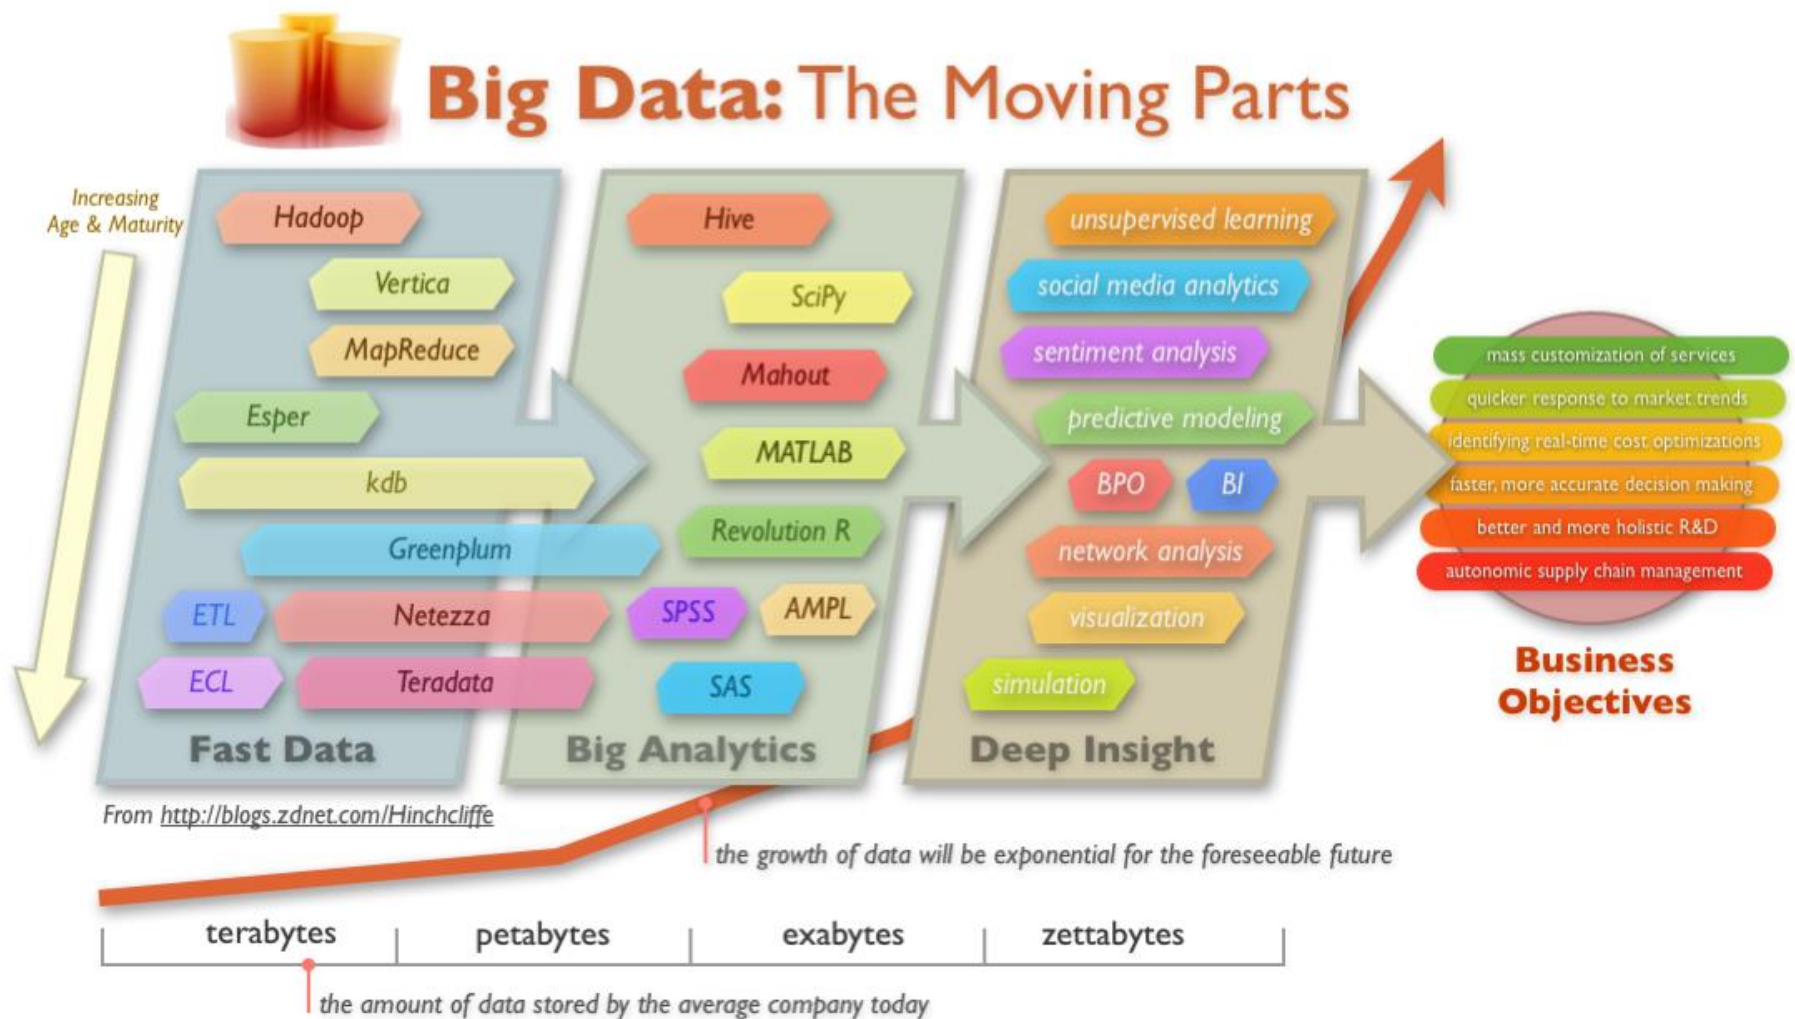 Big Data: The Moving Parts
Increasing
Age & Maturity
Hadoop
Vertica
MapReduce
Esper
kdb
Greenplum
ETL
Netezza
ECL
Teradata
Fast Data
Hive
SciPy
Mahout
MATLAB
Revolution R
SPSS
AMPL
SAS
Big Analytics
unsupervised learning
social media analytics
sentiment analysis
predictive modeling
BPO
BI
network analysis
visualization
simulation
Deep Insight
mass customization of services
quicker response to market trends
identifying real-time cost optimizations
faster, more accurate decision making
better and more holistic R&D
autonomic supply chain management
Business
Objectives
From http://blogs.zdnet.com/Hinchcliffe
the growth of data will be exponential for the foreseeable future
terabytes
petabytes
exabytes
zettabytes
the amount of data stored by the average company today